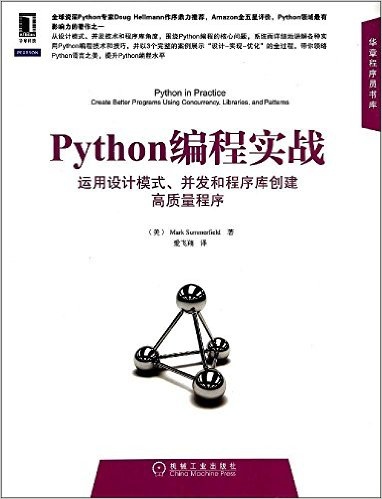 全球资深Python专家Doug Hellmann作序鼎力推荐，Amazon全五星评价，Python领域最有
影响力的著作之一
从设计模式、并发技术和程序库角度，围绕Python编程的核心问题，系统而详细地讲解各种实
用Python编程技术和技巧，并以3个完整的案例展示“设计—实现—优化”的全过程，带你领略
Python语言之美，提升Python编程水平
PEARSON
华章程序员书库
Python in Practice
Create Better Programs Using Concurrency, Libraries, and Patterns
Python编程实战
运用设计模式、并发和程序库创建
高质量程序
（美） Mark Summerfield 著
爱飞翔 译
机械工业出版社
China Machine Press